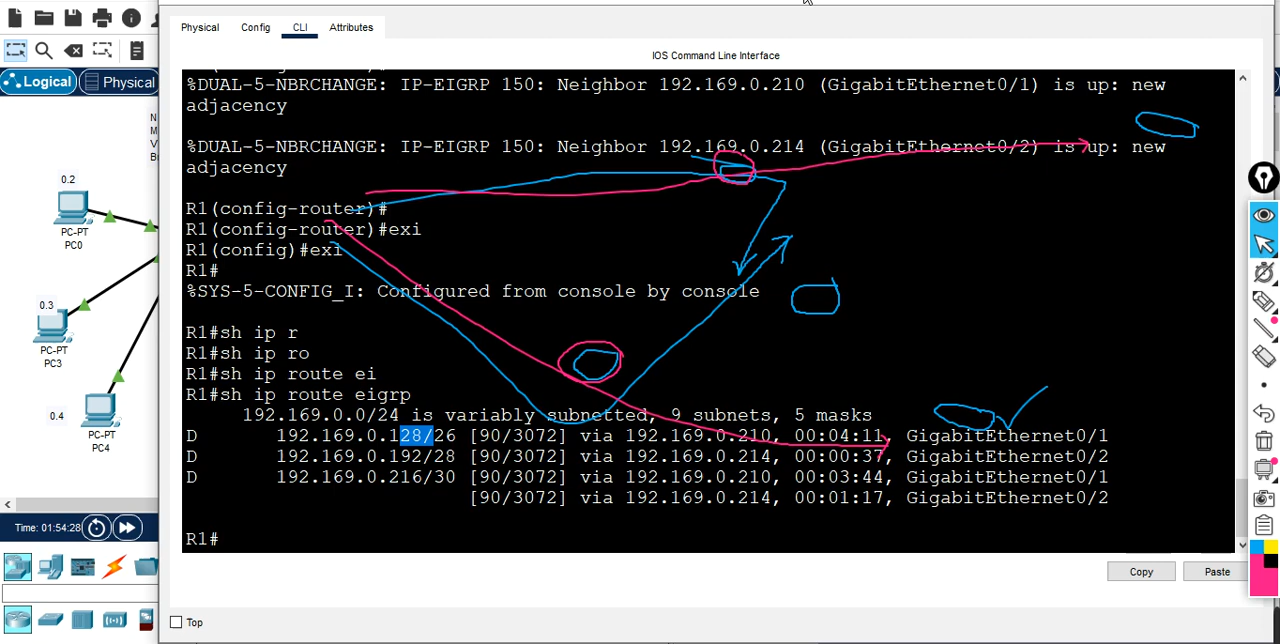 Physical
Config
CLI
Attributes
IOS Command Line Interface
Logical
Physical
%DUAL-5-NBRCHANGE: IP-EIGRP 150: Neighbor 192.169.0.210 (GigabitEthernet0/1) is up: new
adjacency
%DUAL-5-NBRCHANGE: IP-EIGRP 150: Neighbor 192.169.0.214 (GigabitEthernet0/2) is up: new
adjacency
R1(config-router)#
R1(config-router)#exi
R1(config)#exi
R1#
%SYS-5-CONFIG_I: Configured from console by console
R1#sh ip r
R1#sh ip ro
R1#sh ip route ei
R1#sh ip route eigrp
192.169.0.0/24 is variably subnetted, 9 subnets, 5 masks
D 192.169.0.128/26 [90/3072] via 192.169.0.210, 00:04:11, GigabitEthernet0/1
D 192.169.0.192/28 [90/3072] via 192.169.0.214, 00:00:37, GigabitEthernet0/2
D 192.169.0.216/30 [90/3072] via 192.169.0.210, 00:03:44, GigabitEthernet0/1
[90/3072] via 192.169.0.214, 00:01:17, GigabitEthernet0/2
R1#
0.2
PC-PT
PC0
0.3
PC-PT
PC3
0.4
PC-PT
PC4
Time: 01:54:28
Copy
Paste
Top